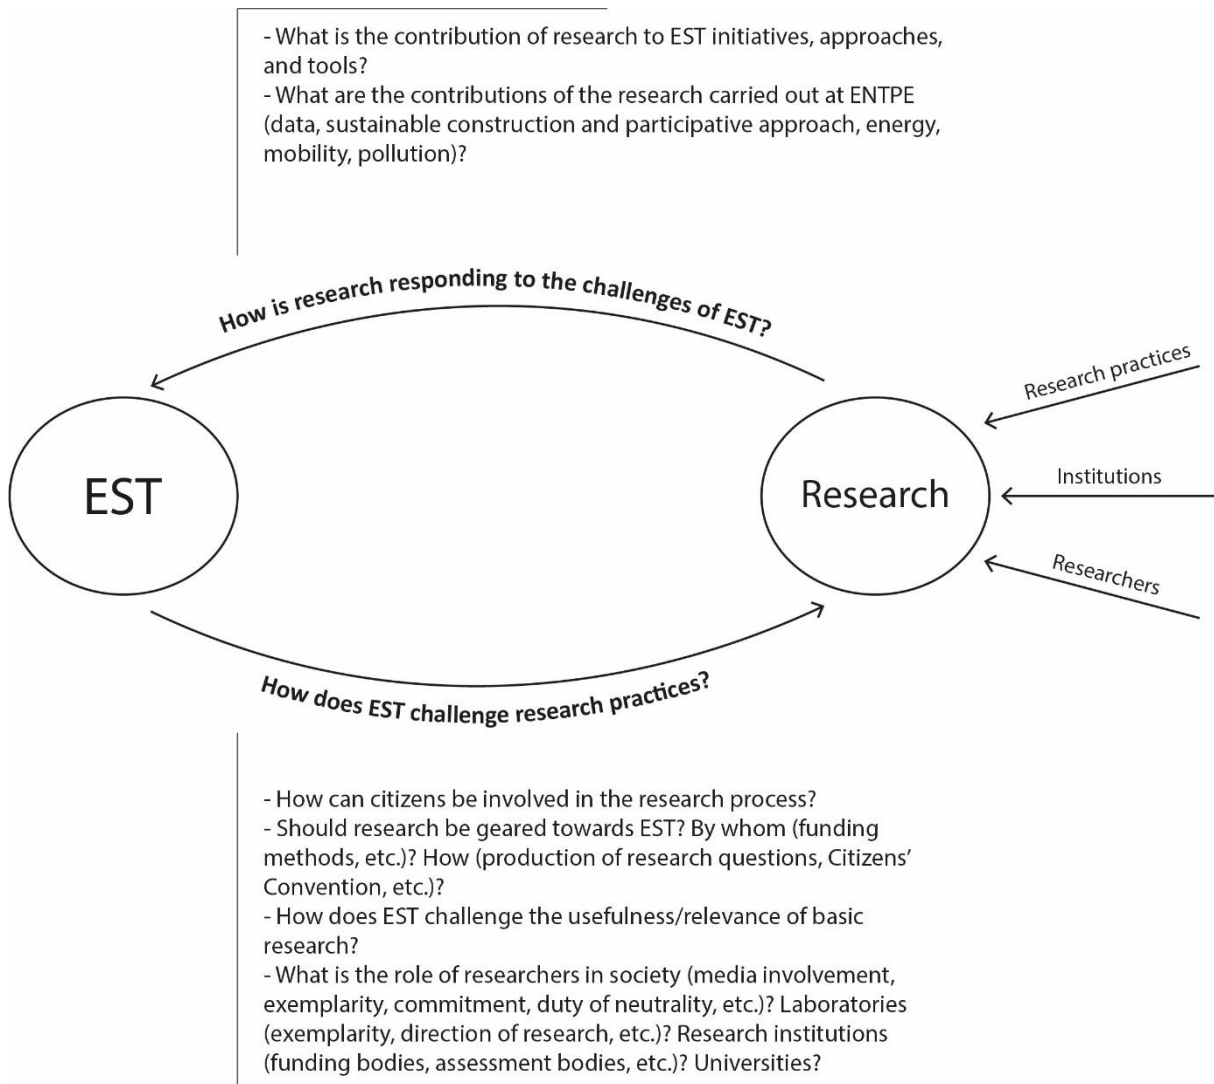 - What is the contribution of research to EST initiatives, approaches,
and tools?
- What are the contributions of the research carried out at ENTPE
(data, sustainable construction and participative approach, energy,
mobility, pollution)?
How is research responding to the challenges of EST?
Research practices
EST
Research
Institutions
Researchers
How does EST challenge research practices?
- How can citizens be involved in the research process?
- Should research be geared towards EST? By whom (funding
methods, etc.)? How (production of research questions, Citizens’
Convention, etc.)?
- How does EST challenge the usefulness/relevance of basic
research?
- What is the role of researchers in society (media involvement,
exemplarity, commitment, duty of neutrality, etc.)? Laboratories
(exemplarity, direction of research, etc.)? Research institutions
(funding bodies, assessment bodies, etc.)? Universities?